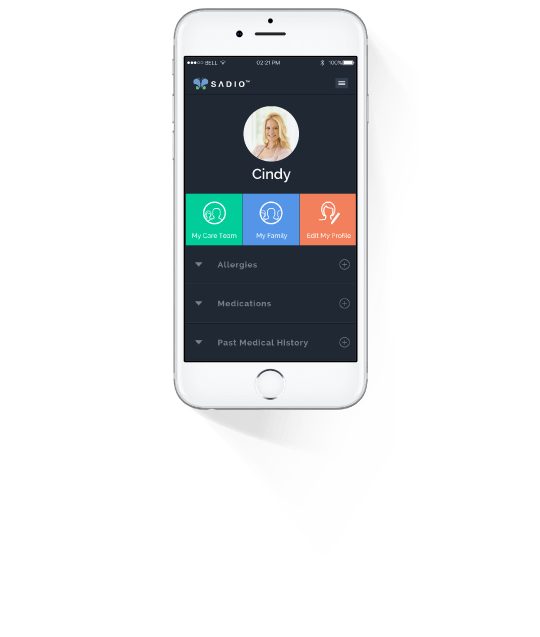 BELL 02:21 PM 100%
SADIO™
Cindy
My Care Team My Family Edit My Profile
Allergies
Medications
Past Medical History